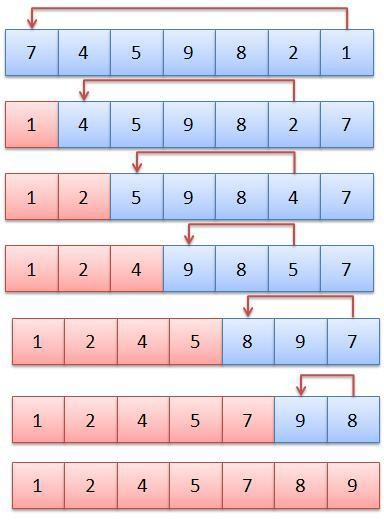 7 4 5 9 8 2 1
1 4 5 9 8 2 7
1 2 5 9 8 4 7
1 2 4 9 8 5 7
1 2 4 5 8 9 7
1 2 4 5 7 9 8
1 2 4 5 7 8 9